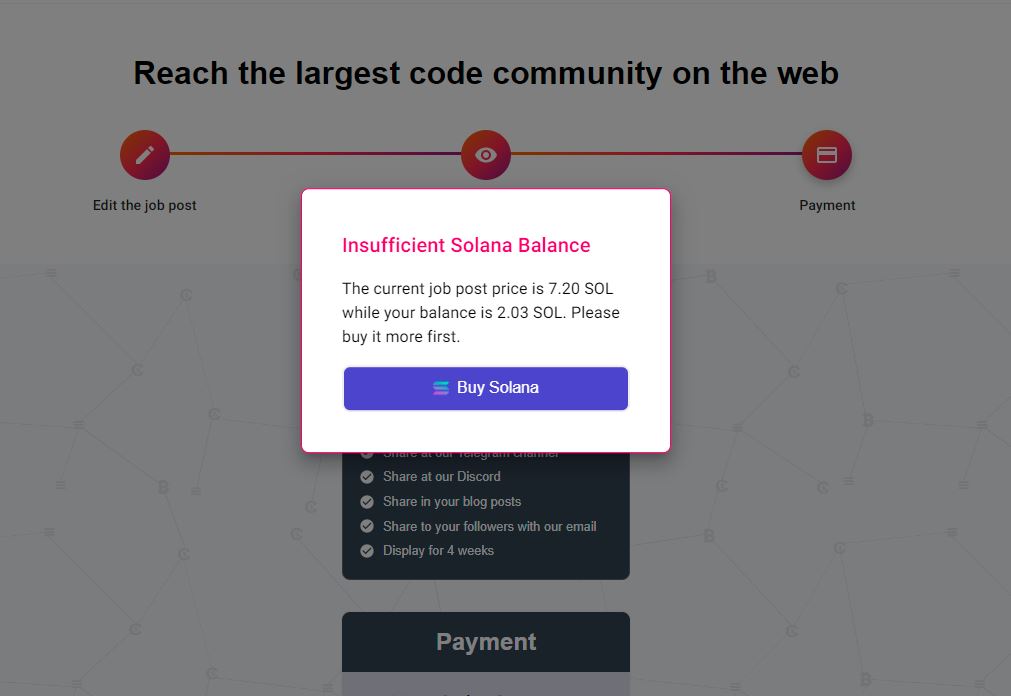 Reach the largest code community on the web
Edit the job post
Payment
Insufficient Solana Balance
The current job post price is 7.20 SOL
while your balance is 2.03 SOL. Please
buy it more first.
Buy Solana
Share at our Telegram channel
Share at our Discord
Share in your blog posts
Share to your followers with our email
Display for 4 weeks
Payment